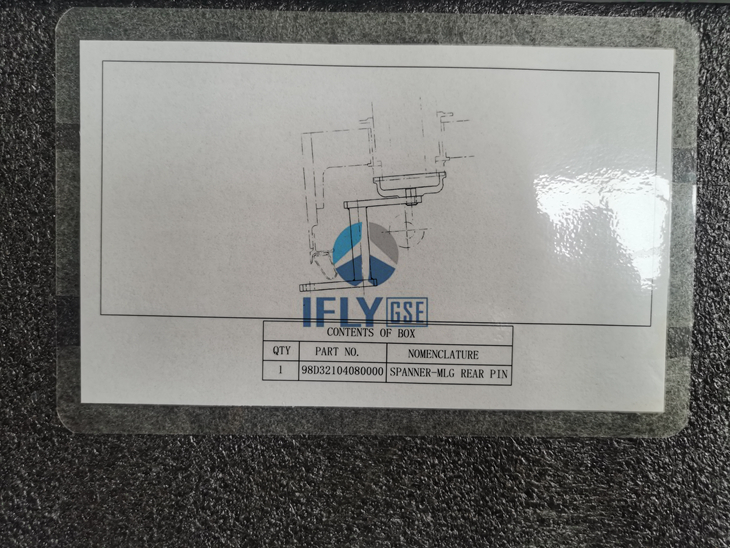 IFLY GSE
CONTENTS OF BOX
QTY PART NO. NOMENCLATURE
1 98D32104080000 SPANNER-MLG REAR PIN